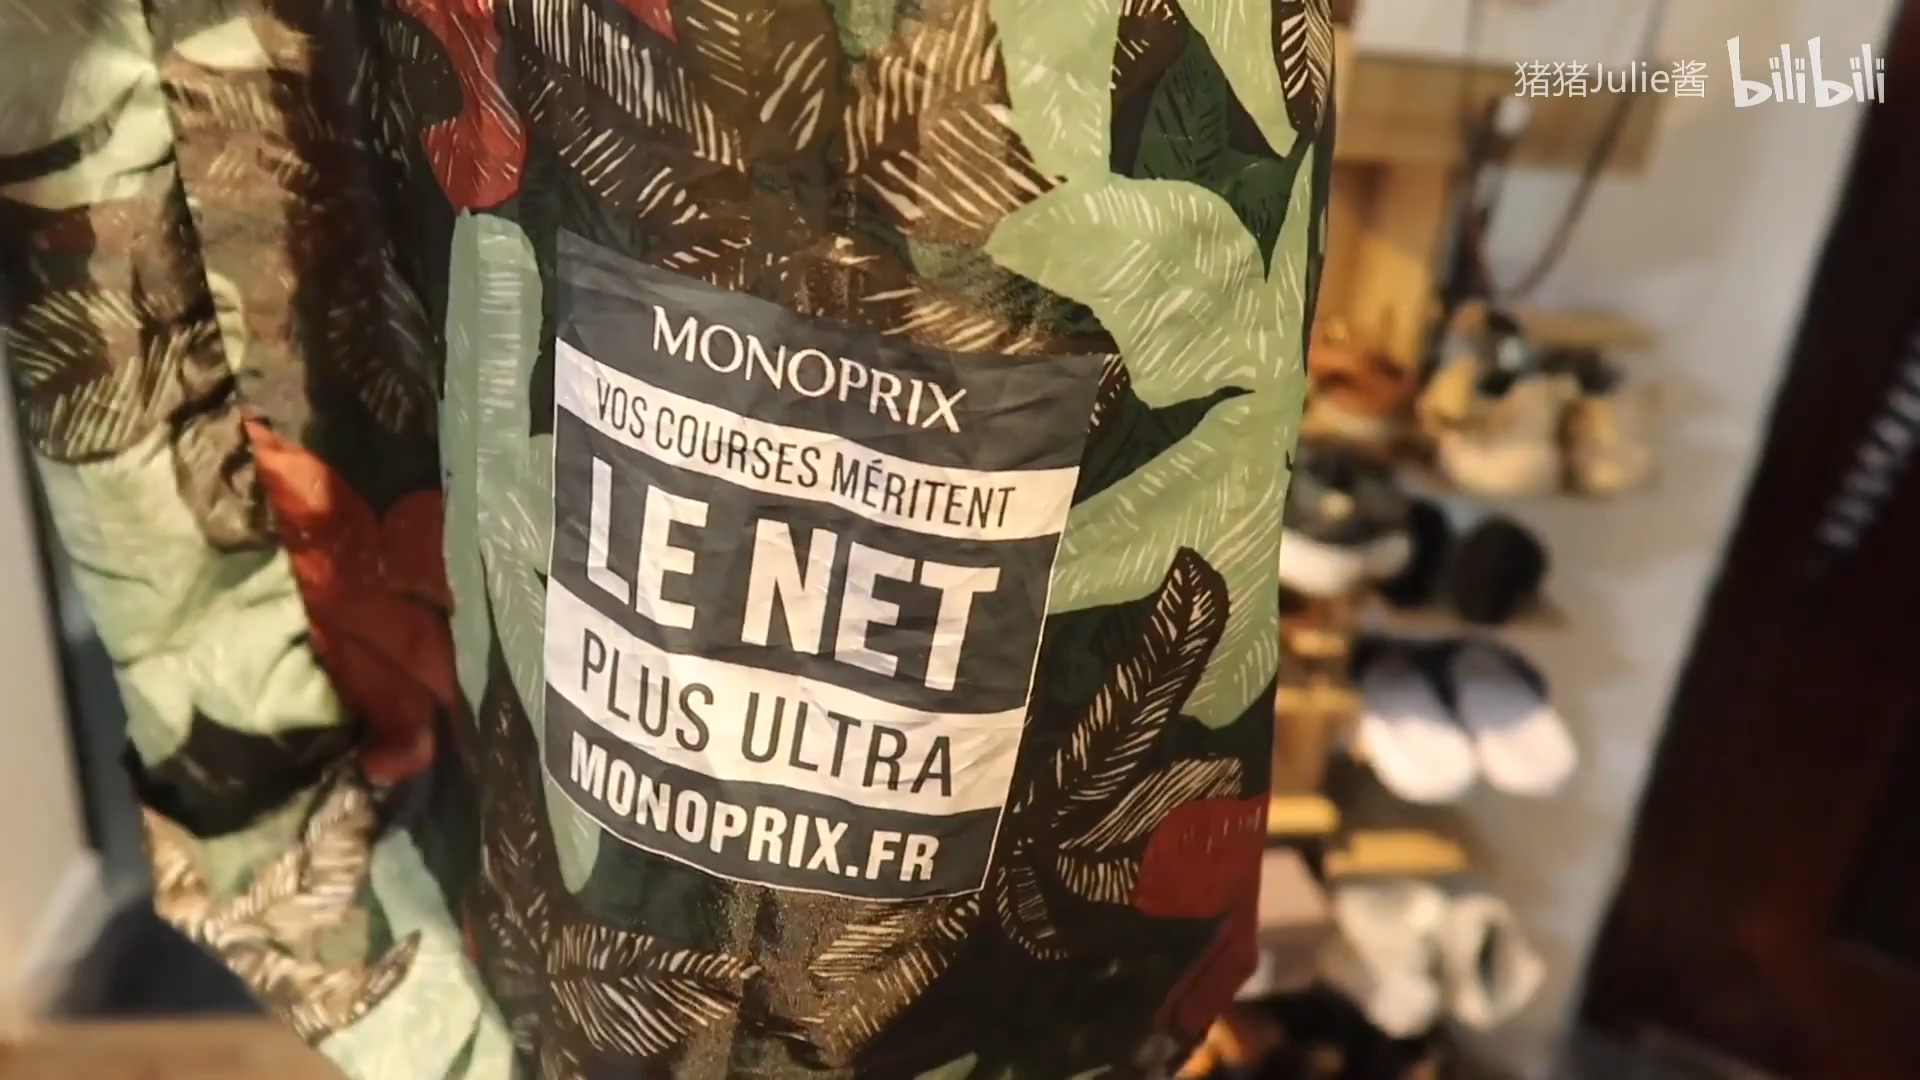 猪猪Julie酱 bilibili
MONOPRIX
VOS COURSES MÉRITENT
LE NET
PLUS ULTRA
MONOPRIX.FR